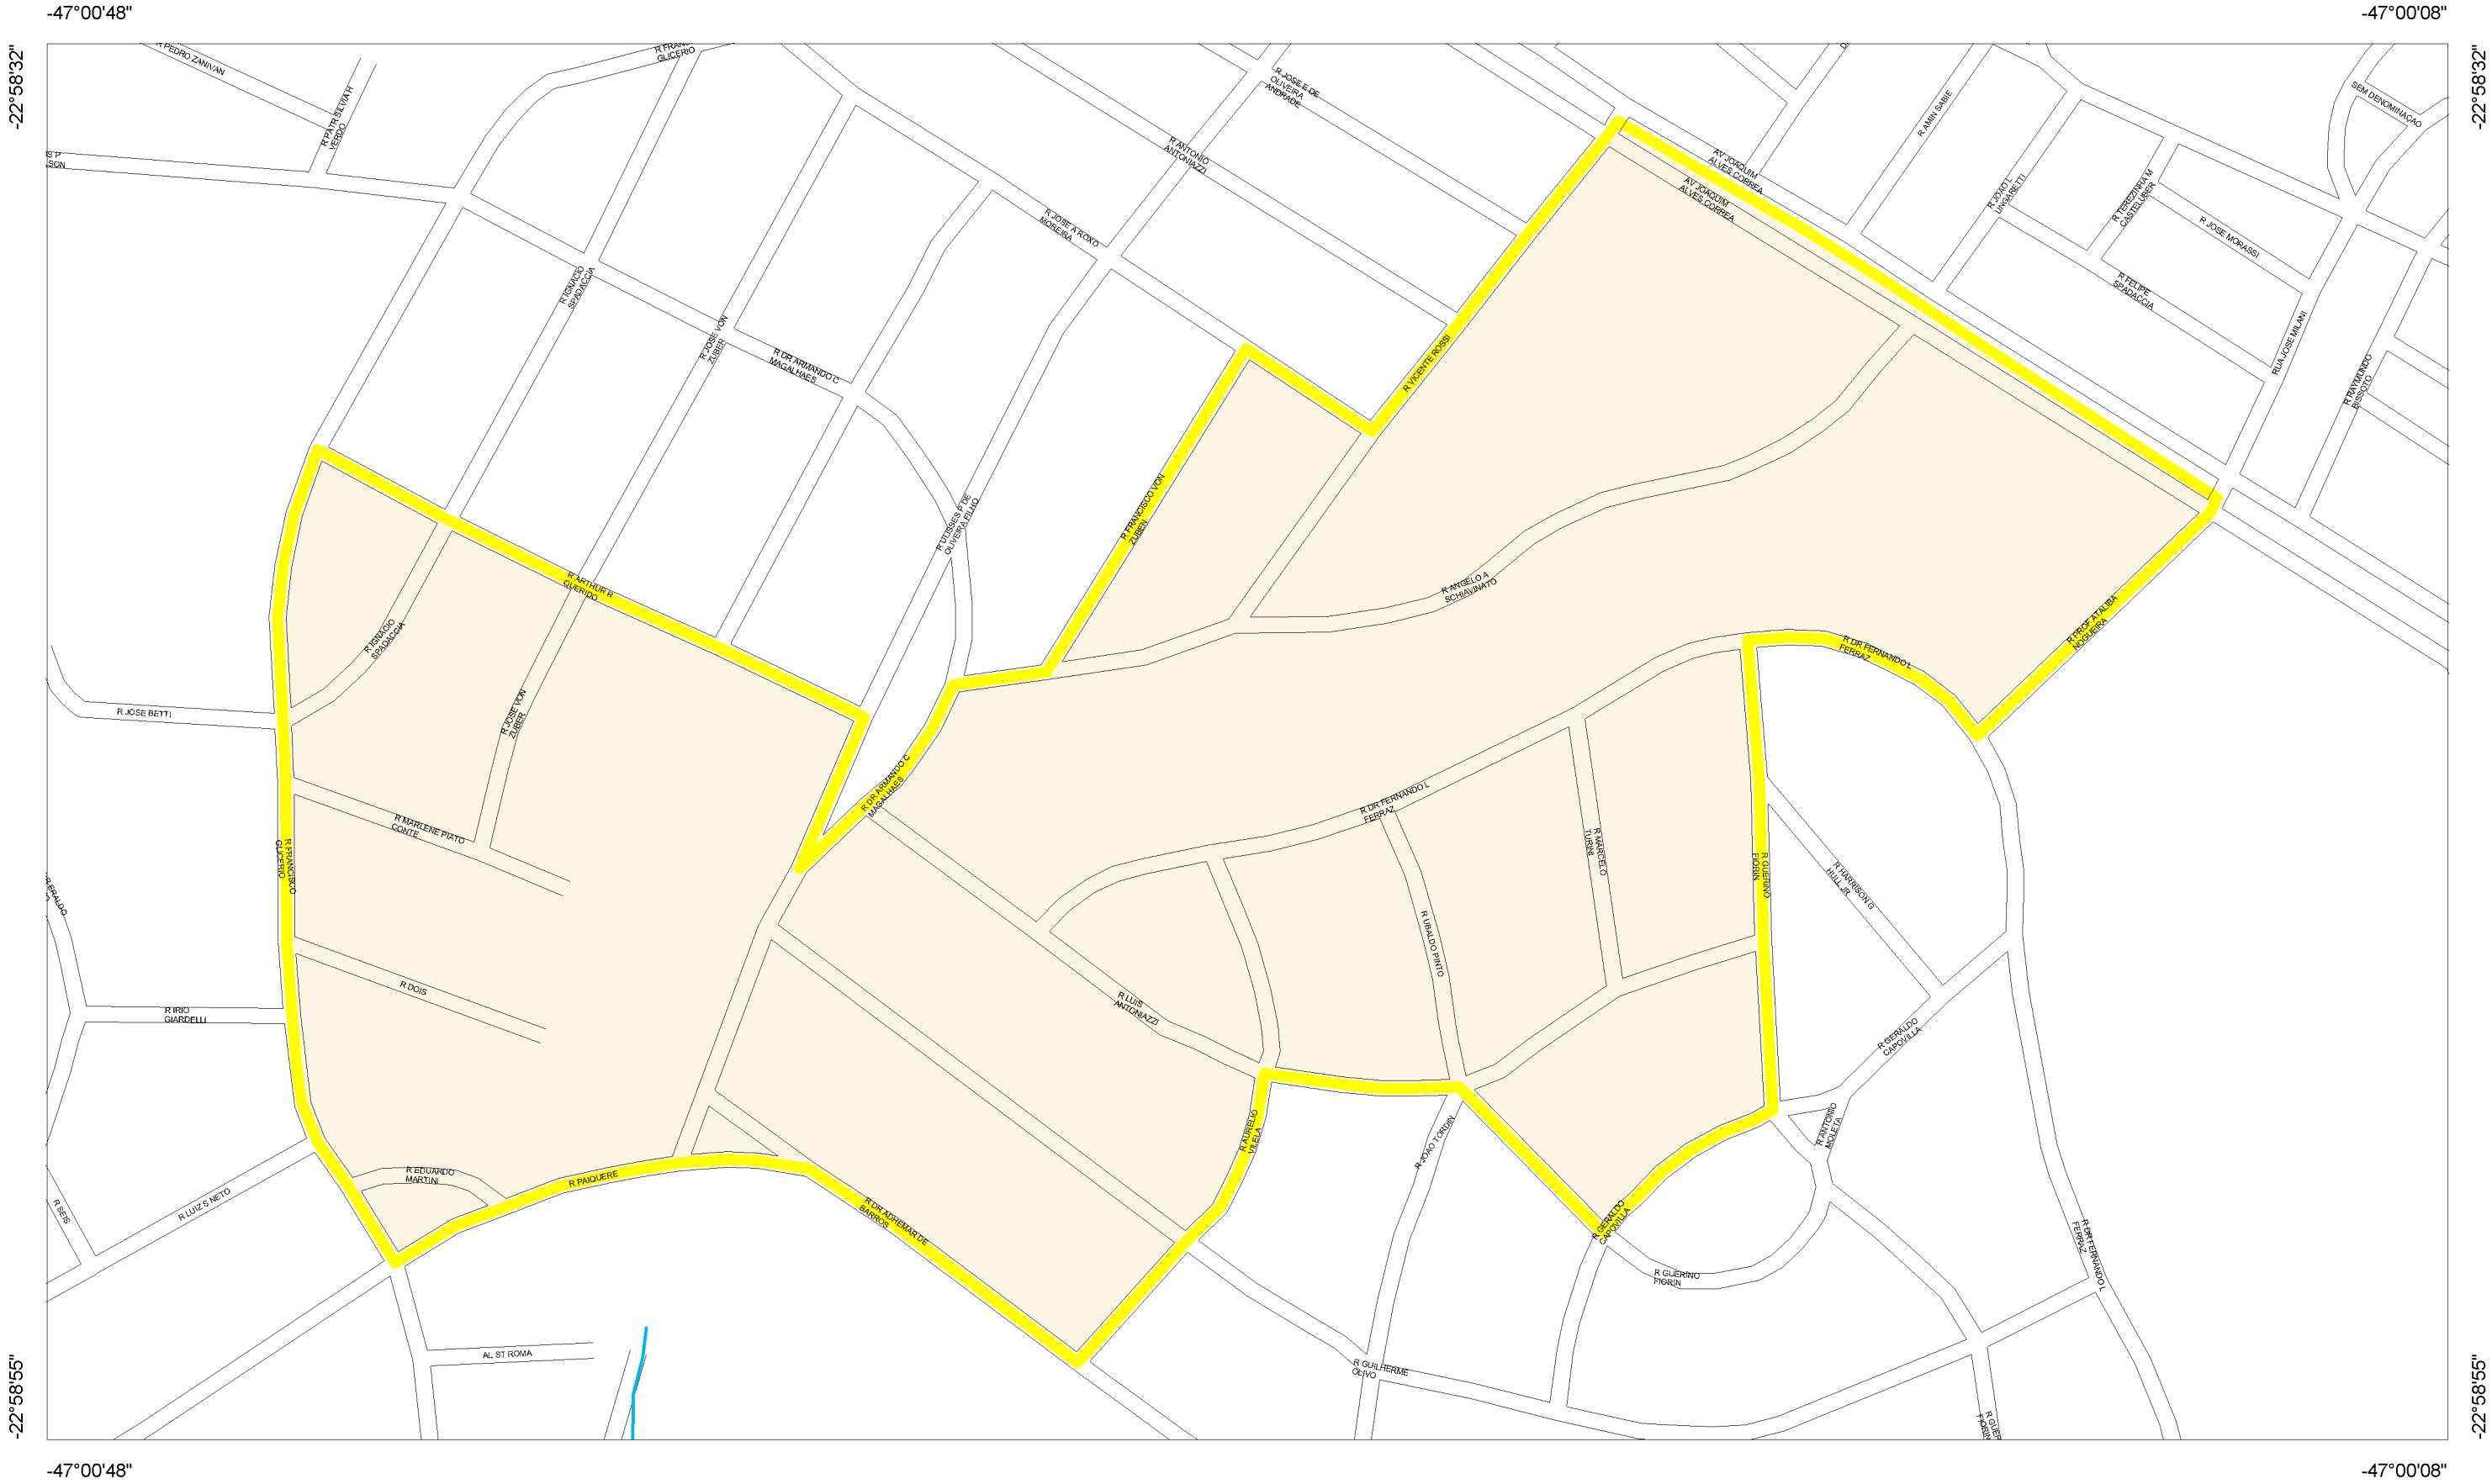 -47°00'48"
-47°00'08"
-22°58'32"
-22°58'32"
R PEDRO ZANIVAN
GLICERIO
R PATR SILVIA H
VERDO
R JOSE E DE
OLIVEIRA
ANDRADE
SEM DENOMINAÇAO
R AMIN SABIE
R ANTONIO
ANTONIAZZI
AV JOAQUIM
ALVES CORREA
AV JOAQUIM
ALVES CORREA
R JOAO L
UNGARETTI
R TEREZINHA M
CASTELUBER
R JOSE MORASSI
R JOSE A ROXO
MOREIRA
R IGNACIO
SPADACCIA
R FELIPE
SPADACCIA
RUA JOSE MILANI
R JOSE VON
ZUBER
R DR ARMANDO C
MAGALHAES
R VICENTE ROSSI
R RAYMUNDO
BISSOTO
R ULISSES P DE
OLIVEIRA FILHO
R FRANCISCO VON
ZUBEN
R ARTHUR R
QUERIDO
R ANGELO A
SCHIAVINATO
R IGNACIO
SPADACCIA
R PROF ATALIBA
NOGUEIRA
R DR FERNANDO L
FERRAZ
R JOSE BETTI
R JOSE VON
ZUBER
R DR ARMANDO C
MAGALHAES
R DR FERNANDO L
FERRAZ
R MARLENE PIATO
CONTE
R MARCELO
TURINI
R FRANCISCO
GLICERIO
R GUERINO
FIORIN
R HARRISON G
HULL JR
R UBALDO PINTO
R DOIS
R LUIS
ANTONIAZZI
R IRIO
GIARDELLI
R GERALDO
CAPOVILLA
R AURELIO
VILELA
R JOAO TORDIN
R ANTONIO
MOLETA
R EDUARDO
MARTINI
R PAIQUERE
R LUIZ S NETO
R SEIS
R DR ADHEMAR DE
BARROS
R GERALDO
CAPOVILLA
R DR FERNANDO L
FERRAZ
R GUERINO
FIORIN
AL ST ROMA
R GUILHERME
OLIVO
R GUER
FIORIN
-22°58'55"
-22°58'55"
-47°00'48"
-47°00'08"